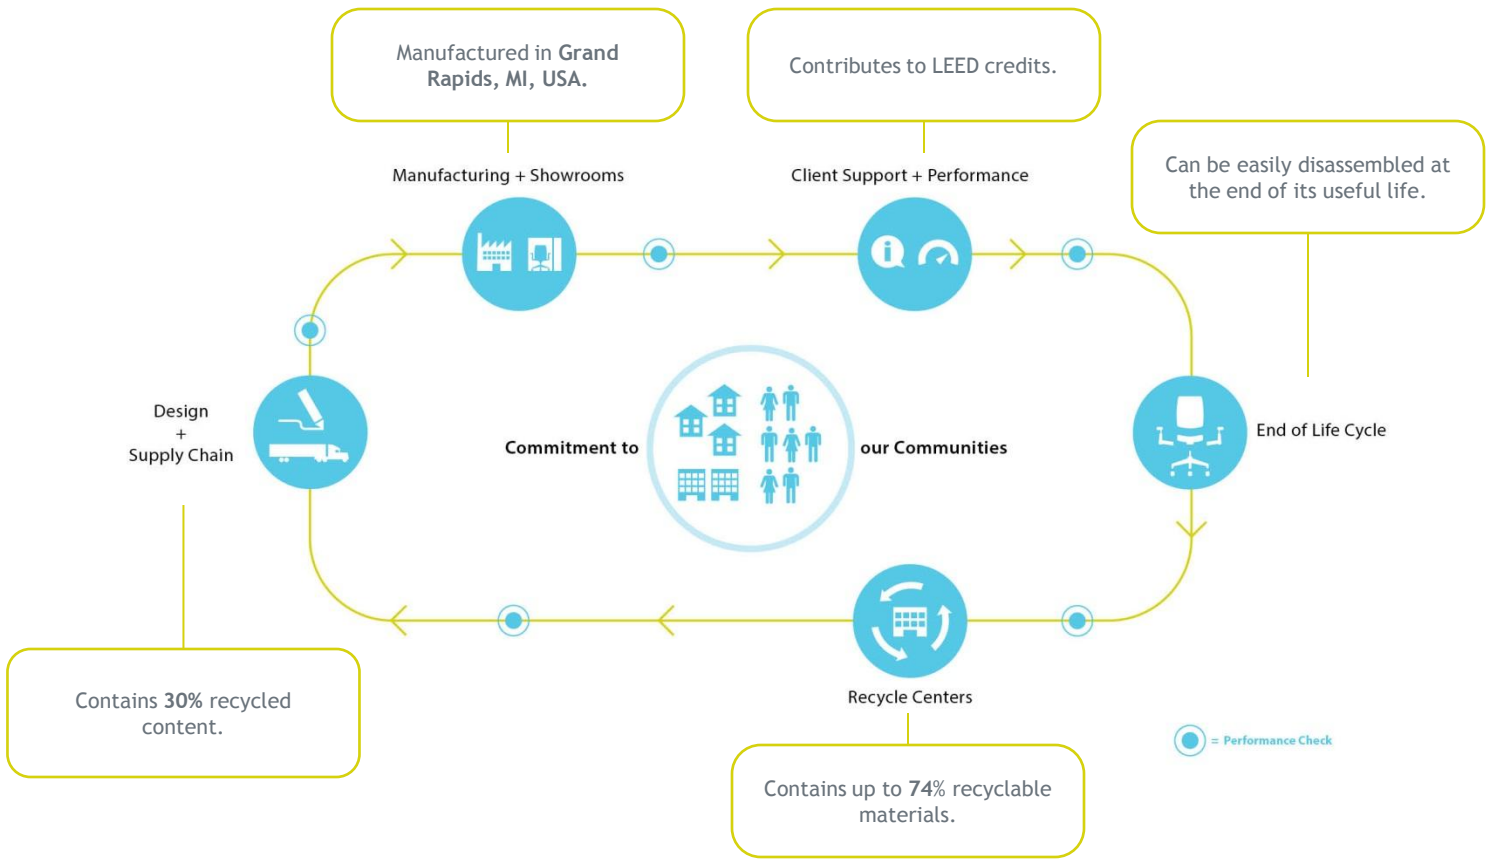 Manufactured in Grand
Rapids, MI, USA.
Contributes to LEED credits.
Can be easily disassembled at
the end of its useful life.
Manufacturing + Showrooms
Client Support + Performance
Design
+
Supply Chain
Commitment to
our Communities
End of Life Cycle
Recycle Centers
Contains 30% recycled
content.
= Performance Check
Contains up to 74% recyclable
materials.